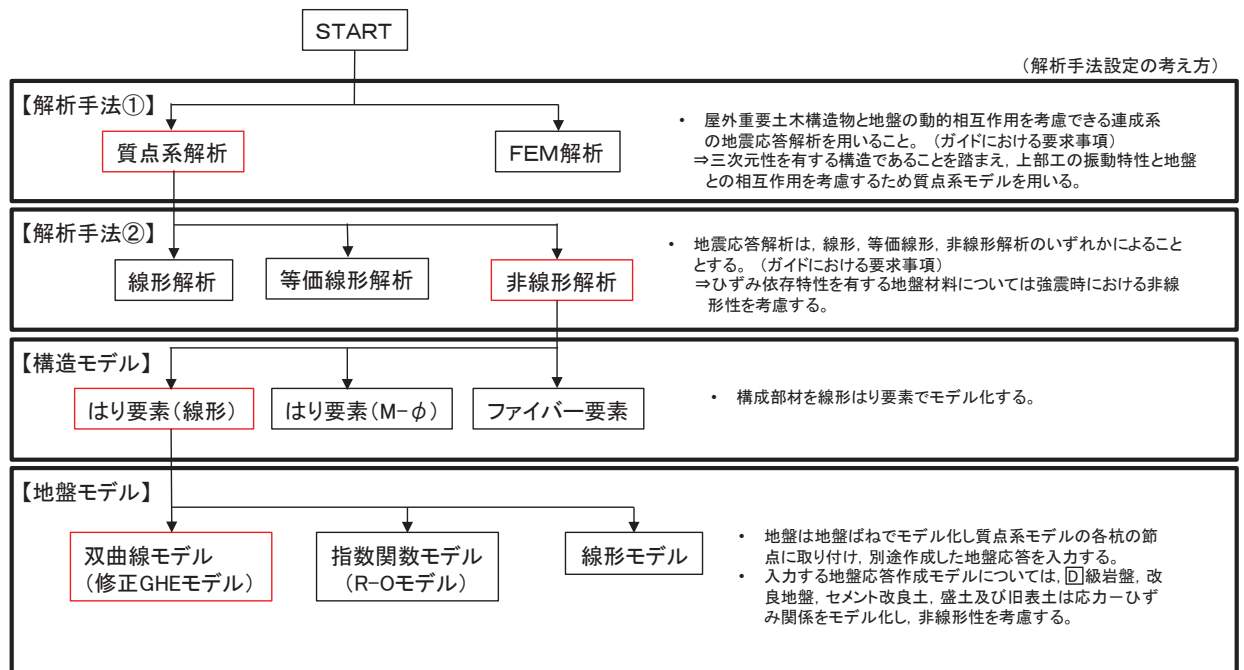 START
（解析手法設定の考え方）
【解析手法①】
質点系解析
FEM解析
・ 屋外重要土木構造物と地盤の動的相互作用を考慮できる連成系
の地震応答解析を用いること。（ガイドにおける要求事項）
⇒三次元性を有する構造であることを踏まえ，上部工の振動特性と地盤
との相互作用を考慮するため質点系モデルを用いる。
【解析手法②】
線形解析
等価線形解析
非線形解析
・ 地震応答解析は，線形，等価線形，非線形解析のいずれかによること
とする。（ガイドにおける要求事項）
⇒ひずみ依存特性を有する地盤材料については強震時における非線
形性を考慮する。
【構造モデル】
はり要素（線形）
はり要素（M-φ）
ファイバー要素
・ 構成部材を線形はり要素でモデル化する。
【地盤モデル】
双曲線モデル
（修正GHEモデル）
指数関数モデル
（R-Oモデル）
線形モデル
・ 地盤は地盤ばねでモデル化し質点系モデルの各杭の節
点に取り付け，別途作成した地盤応答を入力する。
・ 入力する地盤応答作成モデルについては，D級岩盤，改
良地盤，セメント改良土，盛土及び旧表土は応力－ひず
み関係をモデル化し，非線形性を考慮する。